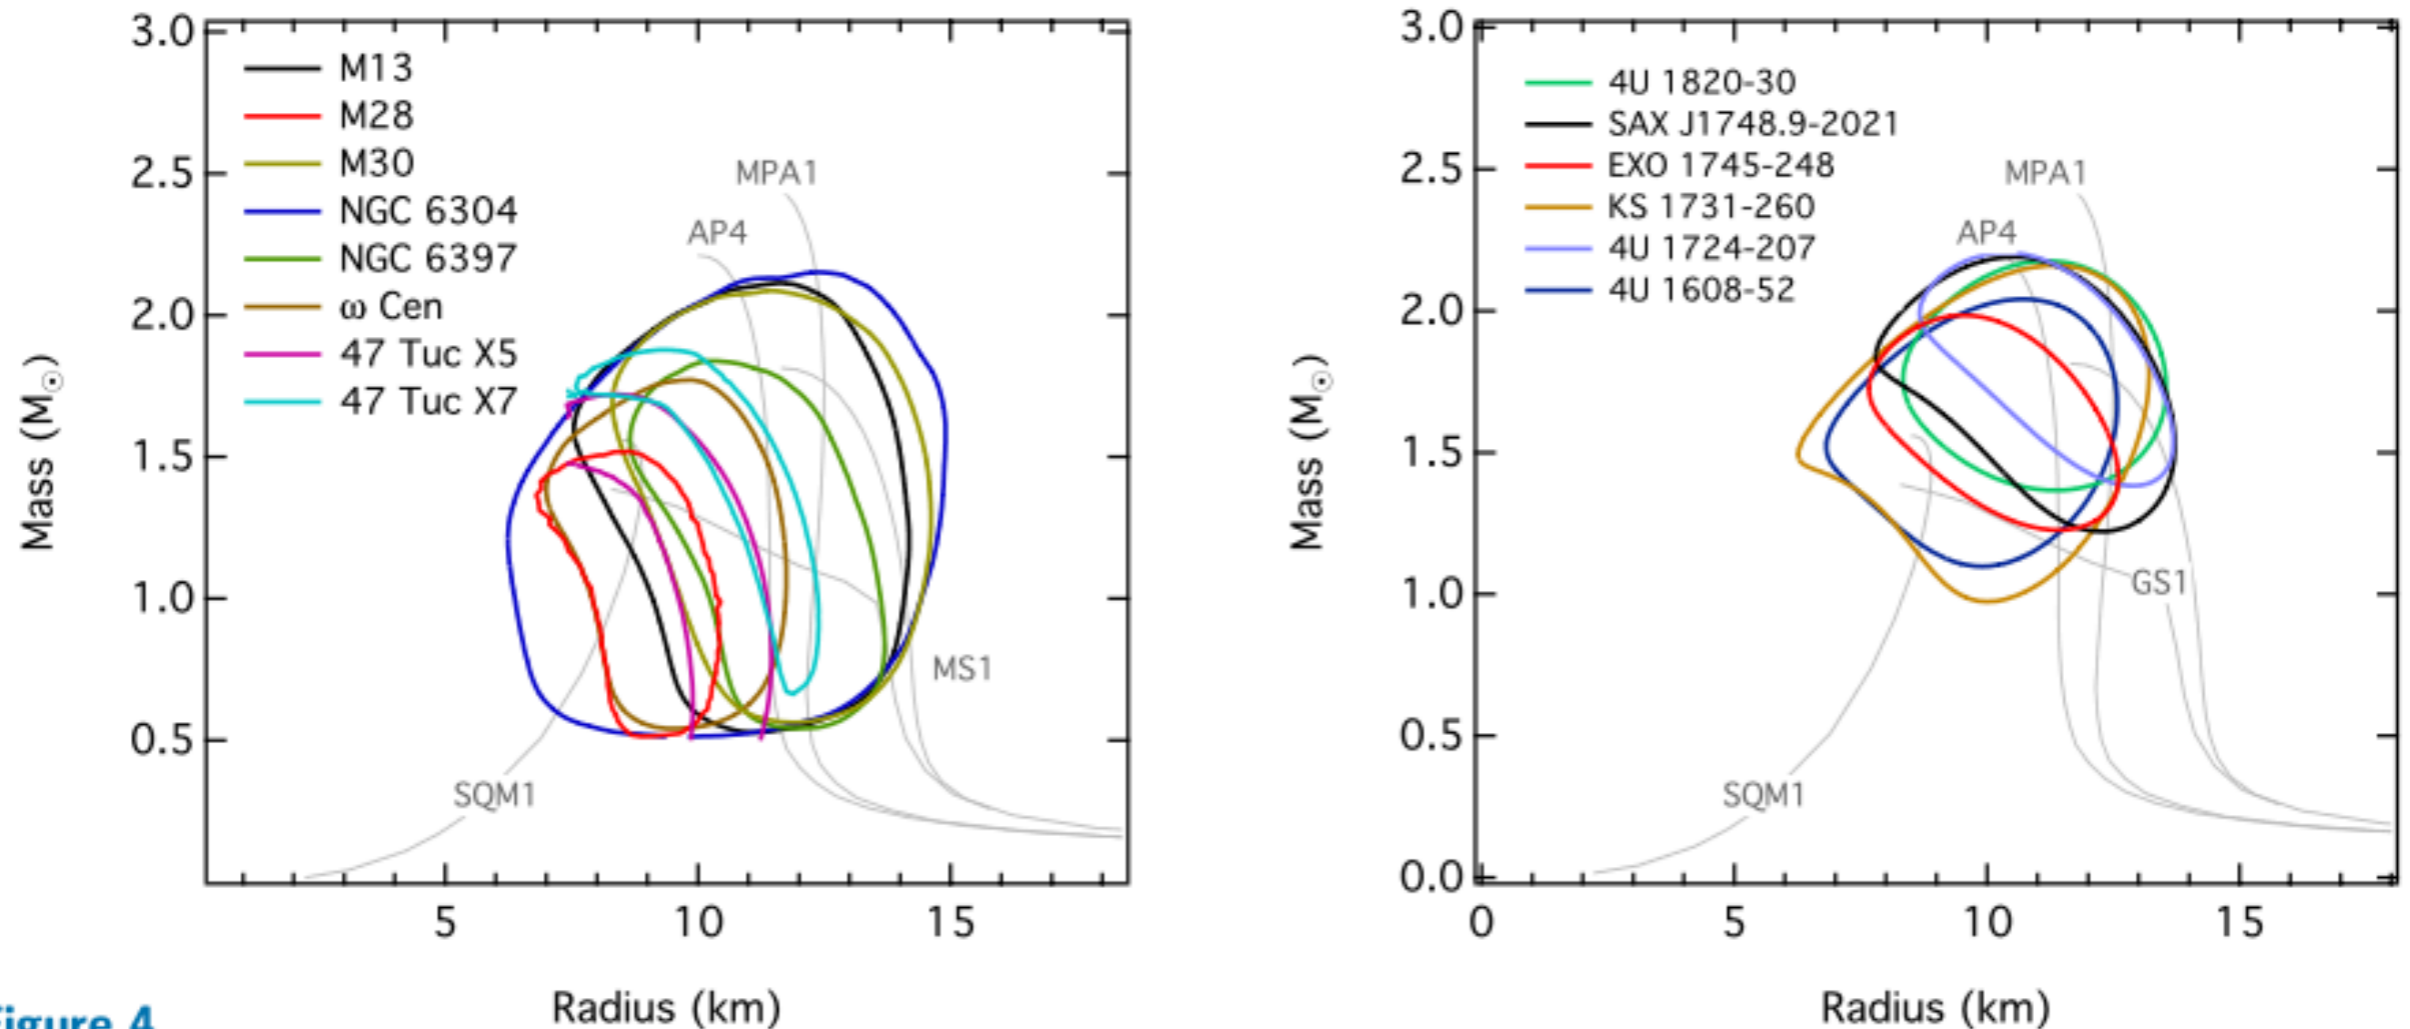 3.0
2.5
2.0
1.5
1.0
0.5
Mass (M☉)
M13
M28
M30
NGC 6304
NGC 6397
ω Cen
47 Tuc X5
47 Tuc X7
MPA1
AP4
MS1
SQM1
5 10 15
Radius (km)
3.0
2.5
2.0
1.5
1.0
0.5
0.0
Mass (M☉)
4U 1820-30
SAX J1748.9-2021
EXO 1745-248
KS 1731-260
4U 1724-207
4U 1608-52
MPA1
AP4
GS1
SQM1
0 5 10 15
Radius (km)
Figure 4